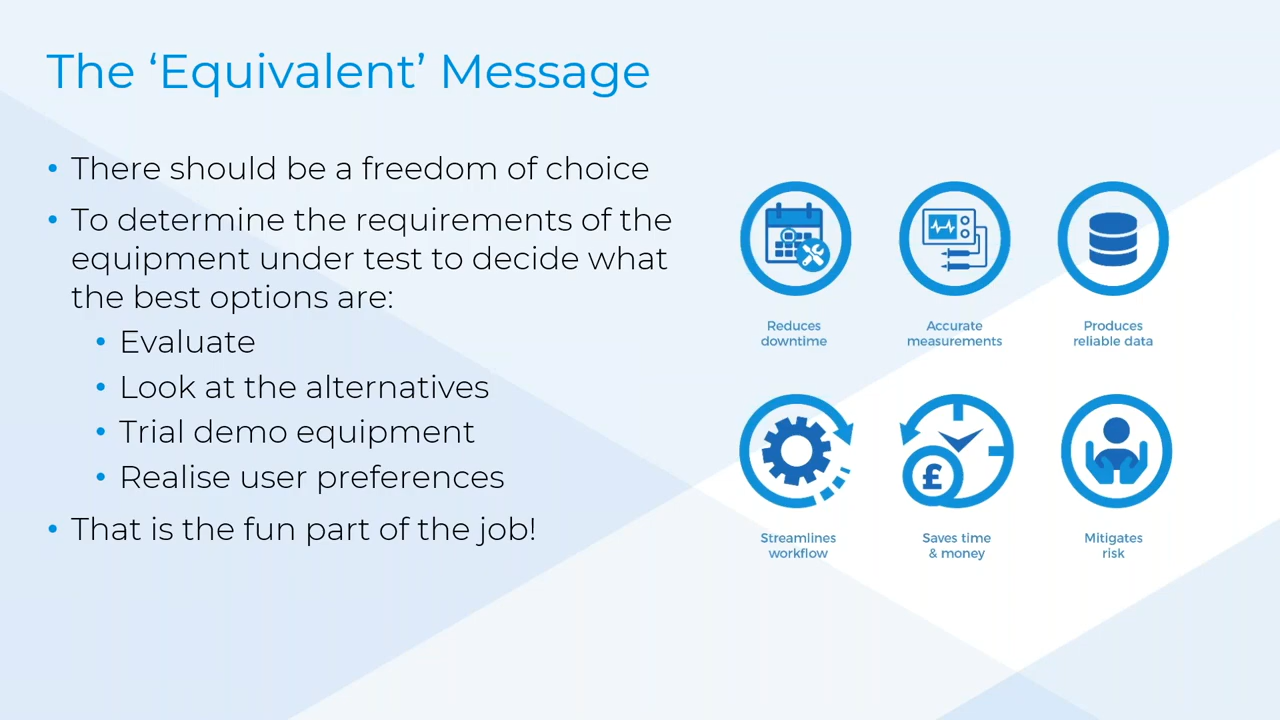 The ‘Equivalent’ Message
• There should be a freedom of choice
• To determine the requirements of the
equipment under test to decide what
the best options are:
• Evaluate
• Look at the alternatives
• Trial demo equipment
• Realise user preferences
• That is the fun part of the job!
Reduces
downtime
Accurate
measurements
Produces
reliable data
Streamlines
workflow
£
Saves time
& money
Mitigates
risk